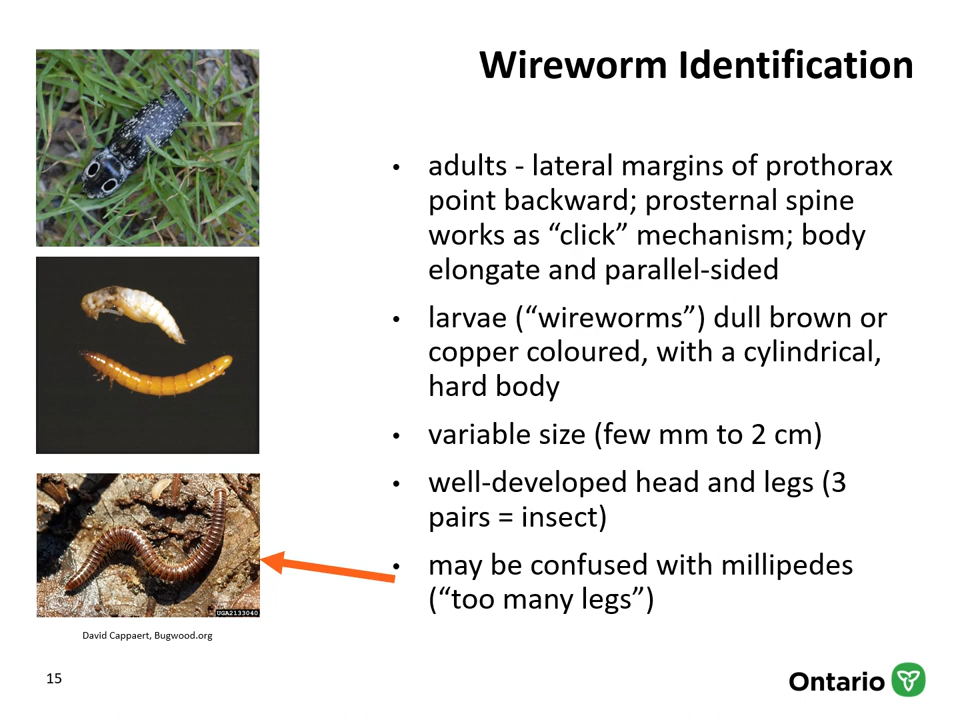 Wireworm Identification
• adults - lateral margins of prothorax
point backward; prosternal spine
works as “click” mechanism; body
elongate and parallel-sided
• larvae (“wireworms”) dull brown or
copper coloured, with a cylindrical,
hard body
• variable size (few mm to 2 cm)
• well-developed head and legs (3
pairs = insect)
• may be confused with millipedes
(“too many legs”)
UGA2133040
David Cappaert, Bugwood.org
15
Ontario